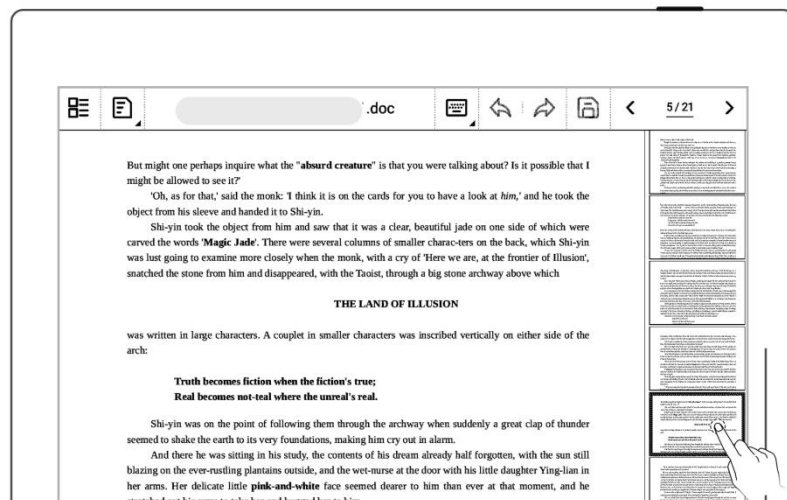 .doc
5/21
But might one perhaps inquire what the "absurd creature" is that you were talking about? Is it possible that I
might be allowed to see it?'
'Oh, as for that,' said the monk: 'I think it is on the cards for you to have a look at him,' and he took the
object from his sleeve and handed it to Shi-yin.
Shi-yin took the object from him and saw that it was a clear, beautiful jade on one side of which were
carved the words 'Magic Jade'. There were several columns of smaller charac-ters on the back, which Shi-yin
was lust going to examine more closely when the monk, with a cry of 'Here we are, at the frontier of Illusion',
snatched the stone from him and disappeared, with the Taoist, through a big stone archway above which
THE LAND OF ILLUSION
was written in large characters. A couplet in smaller characters was inscribed vertically on either side of the
arch:
Truth becomes fiction when the fiction's true;
Real becomes not-teal where the unreal's real.
Shi-yin was on the point of following them through the archway when suddenly a great clap of thunder
seemed to shake the earth to its very foundations, making him cry out in alarm.
And there he was sitting in his study, the contents of his dream already half forgotten, with the sun still
blazing on the ever-rustling plantains outside, and the wet-nurse at the door with his little daughter Ying-lian in
her arms. Her delicate little pink-and-white face seemed dearer to him than ever at that moment, and he